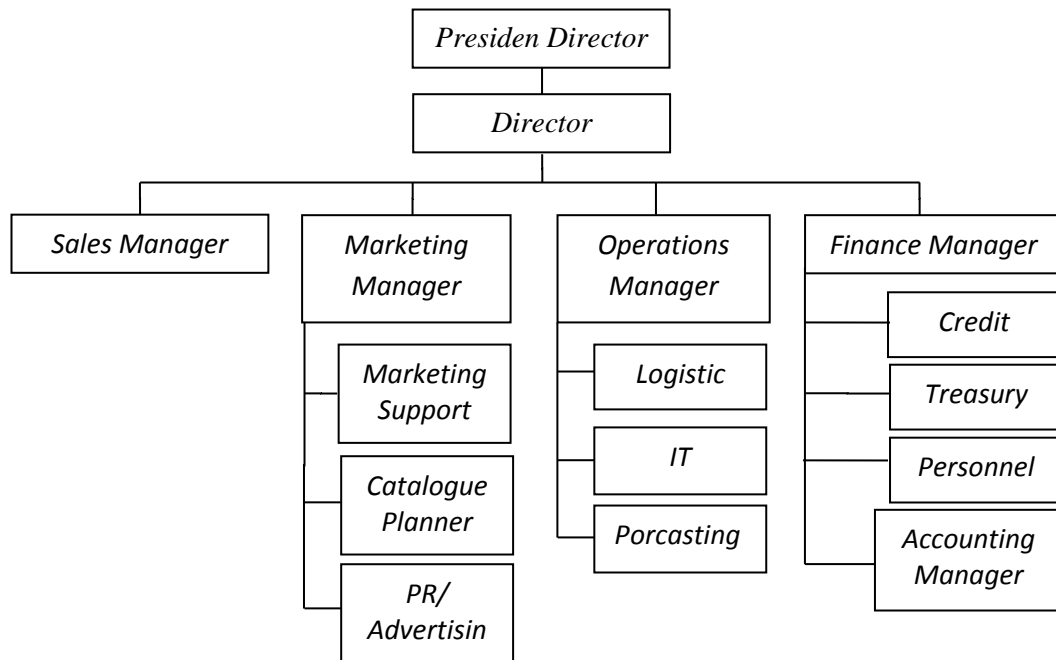 Presiden Director
Director
Sales Manager
Marketing
Manager
Operations
Manager
Finance Manager
Marketing
Support
Catalogue
Planner
PR/
Advertisin
Logistic
IT
Porcasting
Credit
Treasury
Personnel
Accounting
Manager